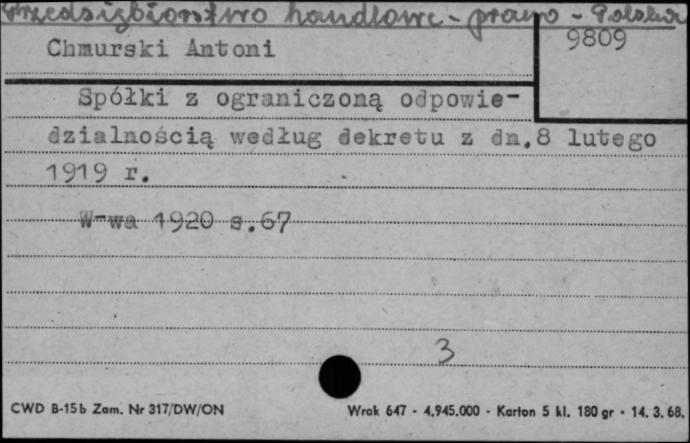 Przedsiębiorstwo handlowe - prawo - Polska
Chmurski Antoni
9809
Spółki z ograniczoną odpowie-
dzialnością według dekretu z dn.8 lutego
1919 r.
W-wa 1920 s.67
3
CWD B-15b Zam. Nr 317/DW/ON
Wrak 647 - 4.945.000 - Karton 5 kl. 180 gr - 14. 3. 68.